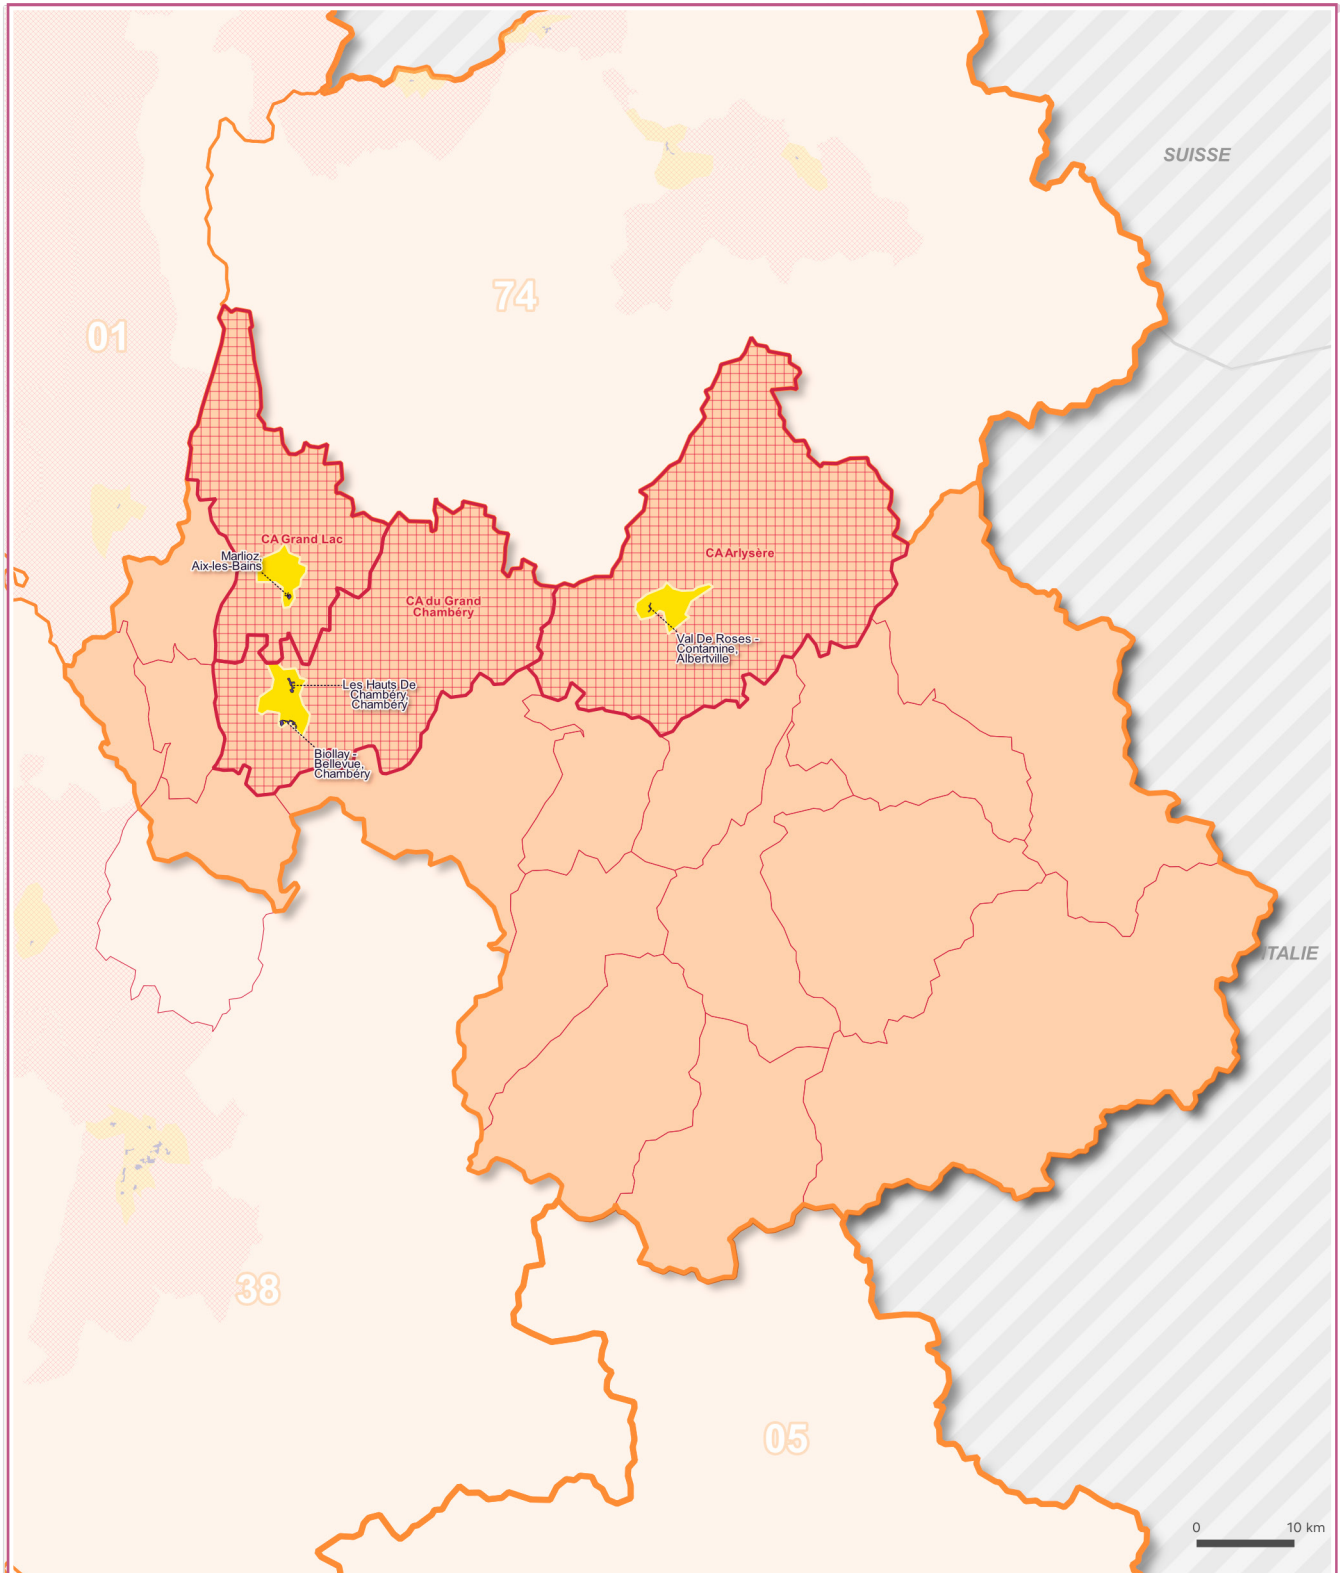 SUISSE
74
01
CA Grand Lac
Marlioz,
Aix-les-Bains
CA Arlysère
CA du Grand
Chambéry
Val De Roses -
Contamine,
Albertville
Les Hauts De
Chambéry,
Chambéry
Biollay -
Bellevue,
Chambéry
ITALIE
38
05
0 10 km